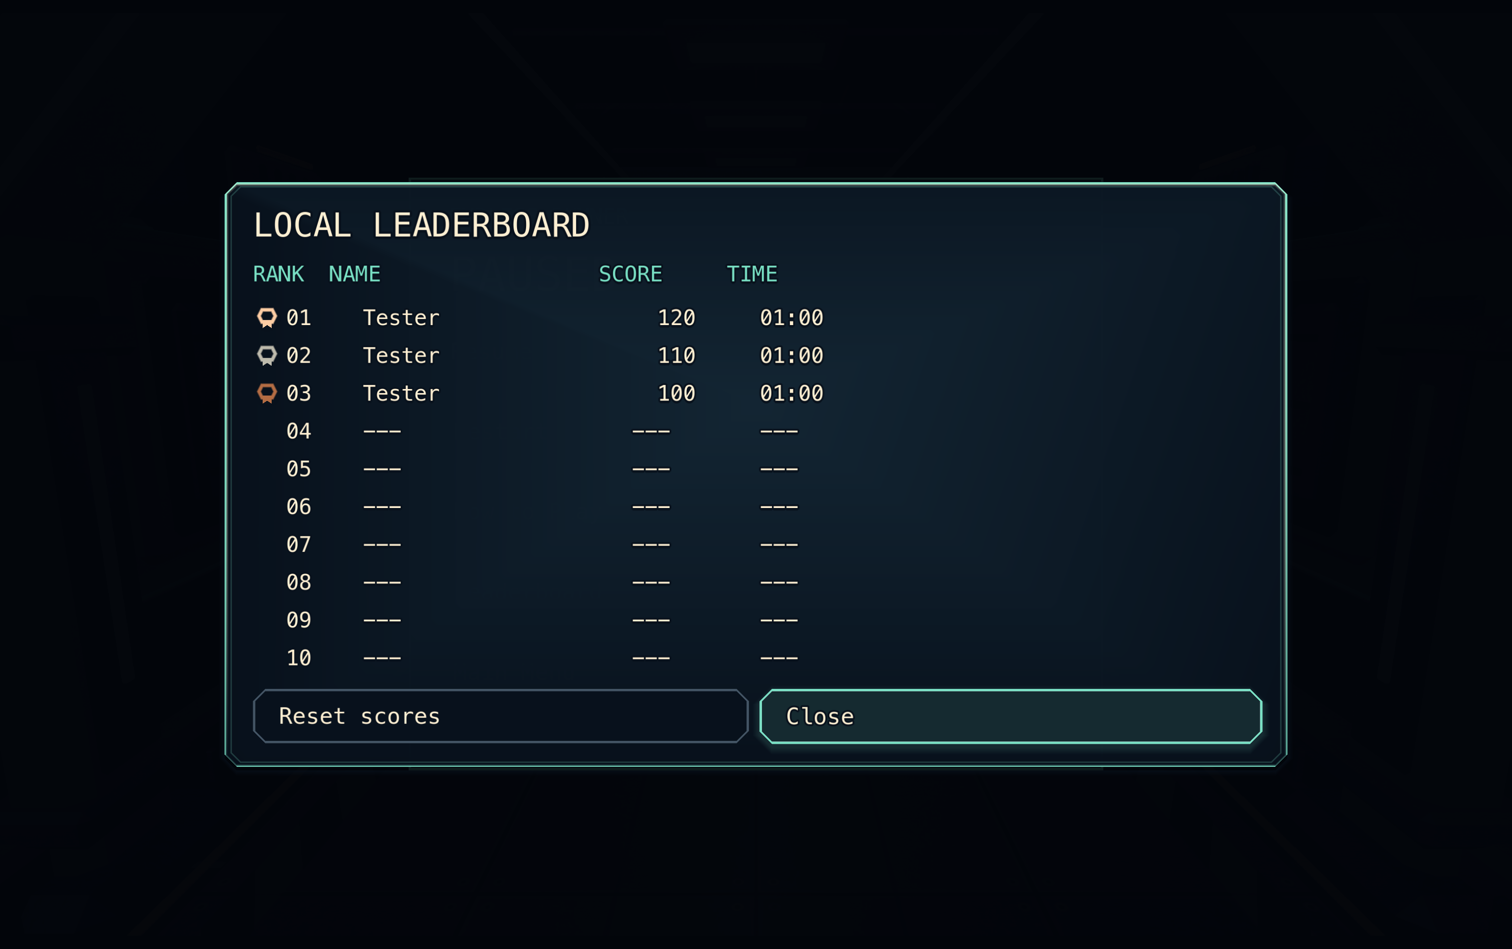 LOCAL LEADERBOARD
RANK NAME SCORE TIME
01 Tester 120 01:00
02 Tester 110 01:00
03 Tester 100 01:00
04 --- --- ---
05 --- --- ---
06 --- --- ---
07 --- --- ---
08 --- --- ---
09 --- --- ---
10 --- --- ---
Reset scores Close